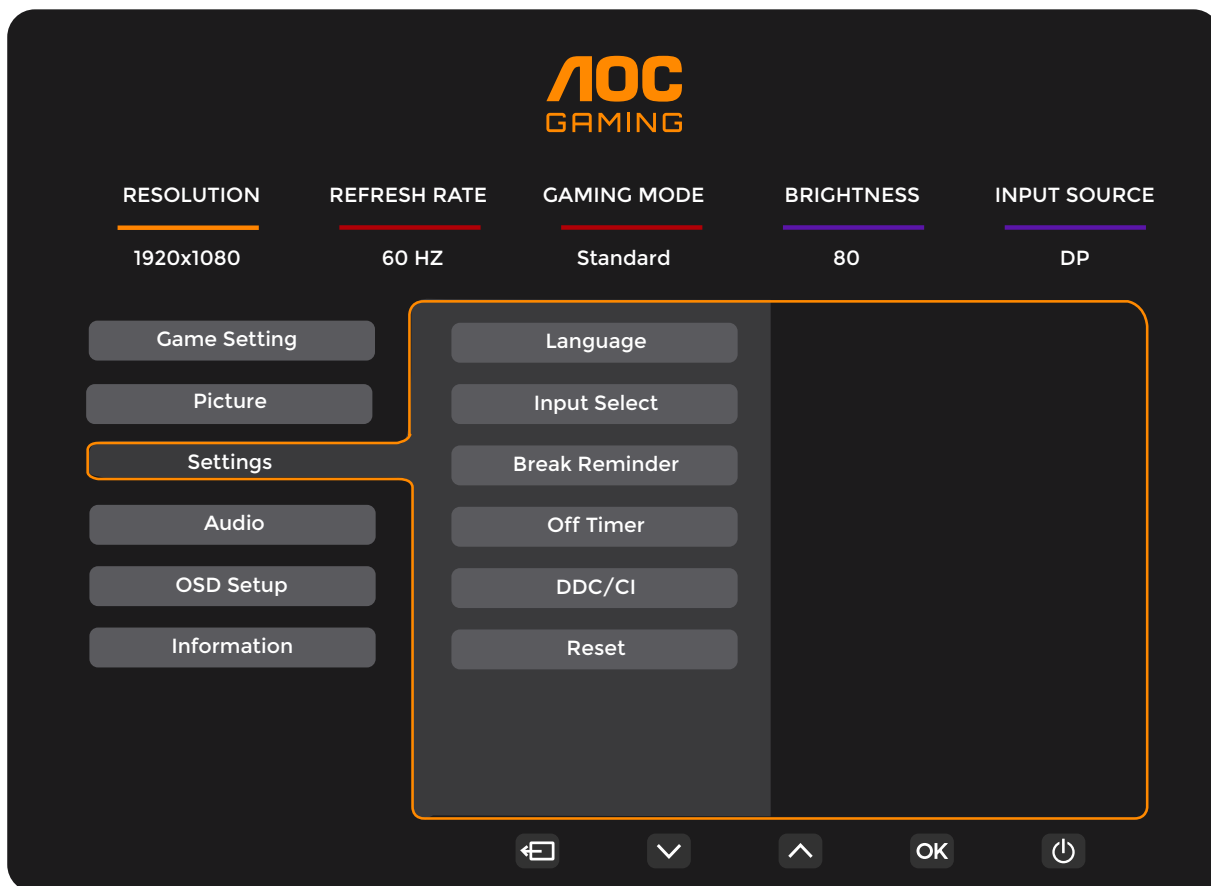 AOC
GAMING
RESOLUTION REFRESH RATE GAMING MODE BRIGHTNESS INPUT SOURCE
1920x1080 60 HZ Standard 80 DP
Game Setting Language
Picture Input Select
Settings Break Reminder
Audio Off Timer
OSD Setup DDC/CI
Information Reset
OK